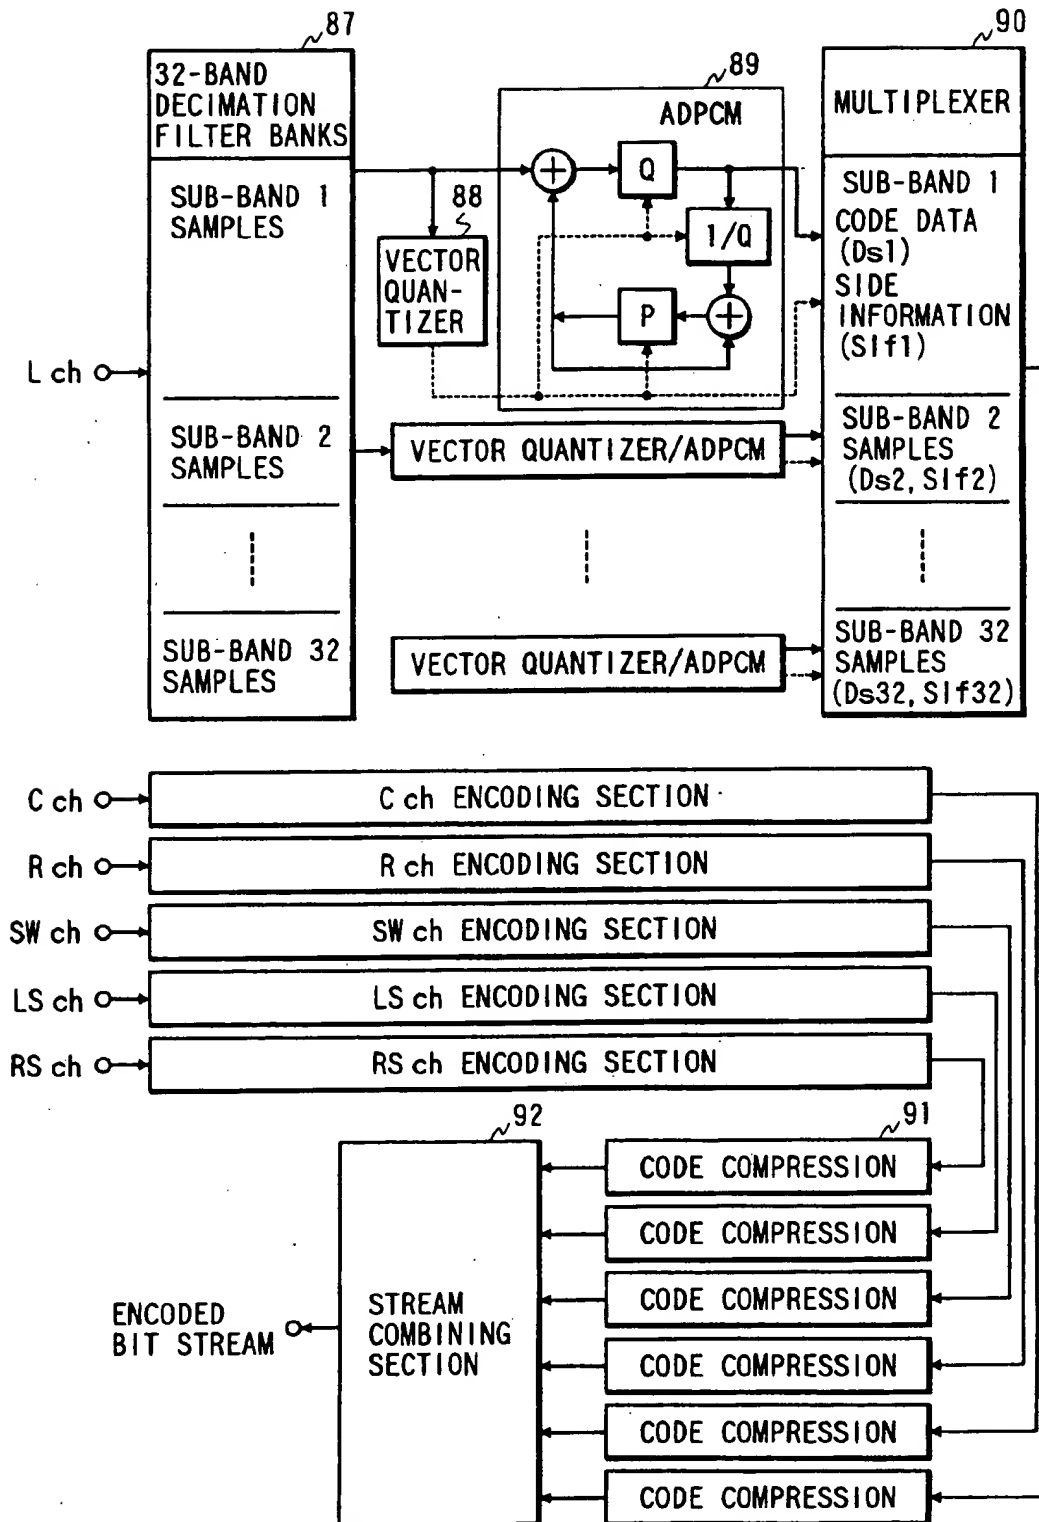 87
32-BAND
DECIMATION
FILTER BANKS
SUB-BAND 1
SAMPLES
SUB-BAND 2
SAMPLES
SUB-BAND 32
SAMPLES
L ch
88
VECTOR
QUAN-
TIZER
89
ADPCM
+
Q
1/Q
P
+
VECTOR QUANTIZER/ADPCM
VECTOR QUANTIZER/ADPCM
90
MULTIPLEXER
SUB-BAND 1
CODE DATA
(Ds1)
SIDE
INFORMATION
(SIf1)
SUB-BAND 2
SAMPLES
(Ds2, SIf2)
SUB-BAND 32
SAMPLES
(Ds32, SIf32)
C ch
C ch ENCODING SECTION
R ch
R ch ENCODING SECTION
SW ch
SW ch ENCODING SECTION
LS ch
LS ch ENCODING SECTION
RS ch
RS ch ENCODING SECTION
92
91
CODE COMPRESSION
CODE COMPRESSION
CODE COMPRESSION
CODE COMPRESSION
CODE COMPRESSION
CODE COMPRESSION
STREAM
COMBINING
SECTION
ENCODED
BIT STREAM